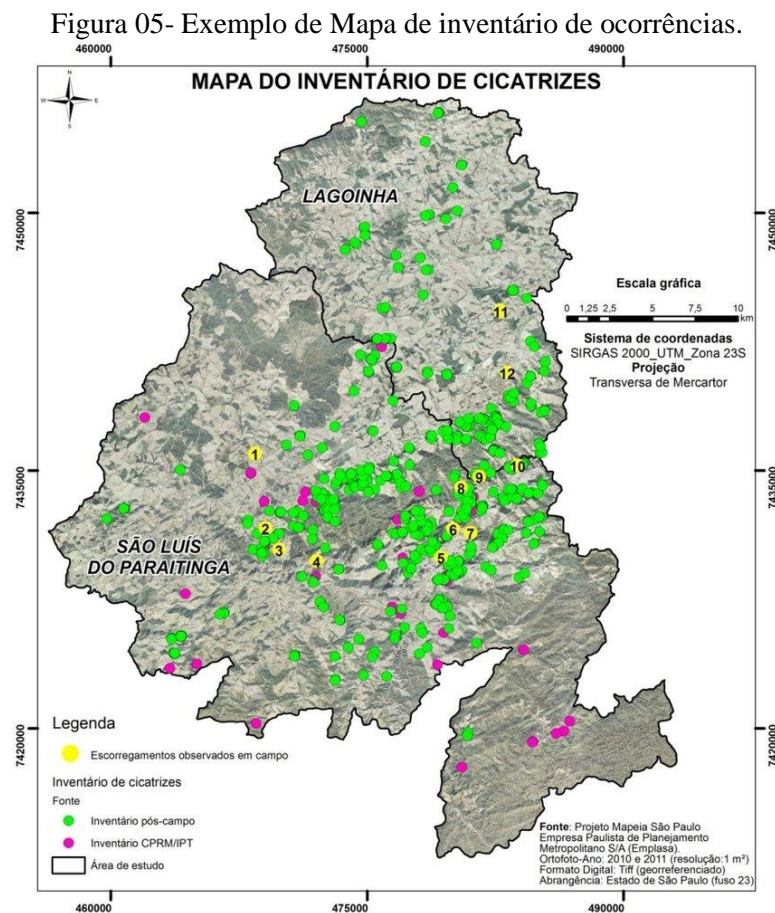 Figura 05- Exemplo de Mapa de inventário de ocorrências.
460000 475000 490000
MAPA DO INVENTÁRIO DE CICATRIZES
N
W E
S
LAGOINHA
7450000 7450000
Escala gráfica
0 1,25 2,5 5 7,5 10
km
11
Sistema de coordenadas
SIRGAS 2000_UTM_Zona 23S
Projeção
Transversa de Mercartor
12
1
10
9
8
7435000 7435000
2
6
7
3
SÃO LUÍS
DO PARAITINGA
4
5
Legenda
Escorregamentos observados em campo
Inventário de cicatrizes
Fonte
Inventário pós-campo
Inventário CPRM/IPT
Área de estudo
7420000 7420000
Fonte: Projeto Mapeia São Paulo
Empresa Paulista de Planejamento
Metropolitano S/A (Emplasa).
Ortofoto-Ano: 2010 e 2011 (resolução:1 m²)
Formato Digital: Tiff (georreferenciado)
Abrangência: Estado de São Paulo (fuso 23)
460000 475000 490000